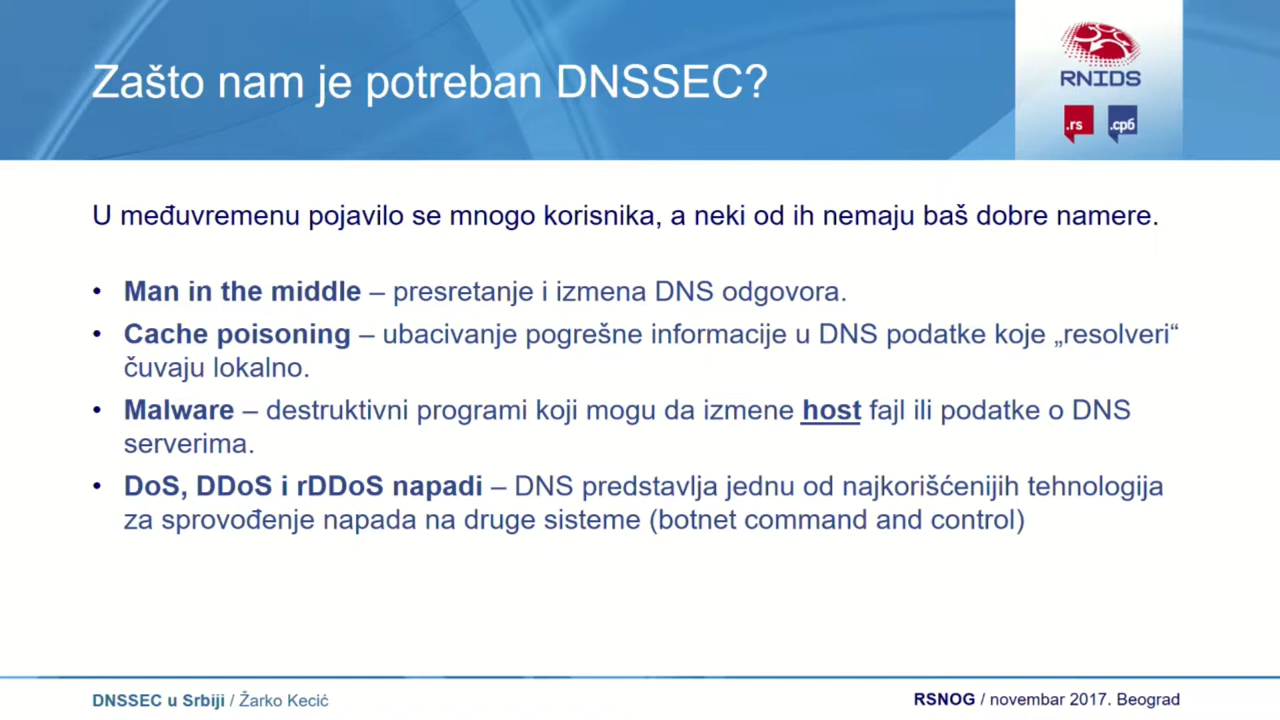 Zašto nam je potreban DNSSEC?
RNIDS
.rs .срб
U međuvremenu pojavilo se mnogo korisnika, a neki od ih nemaju baš dobre namere.
• Man in the middle – presretanje i izmena DNS odgovora.
• Cache poisoning – ubacivanje pogrešne informacije u DNS podatke koje „resolveri“
čuvaju lokalno.
• Malware – destruktivni programi koji mogu da izmene host fajl ili podatke o DNS
serverima.
• DoS, DDoS i rDDoS napadi – DNS predstavlja jednu od najkorišćenijih tehnologija
za sprovođenje napada na druge sisteme (botnet command and control)
DNSSEC u Srbiji / Žarko Kecić
RSNOG / novembar 2017. Beograd